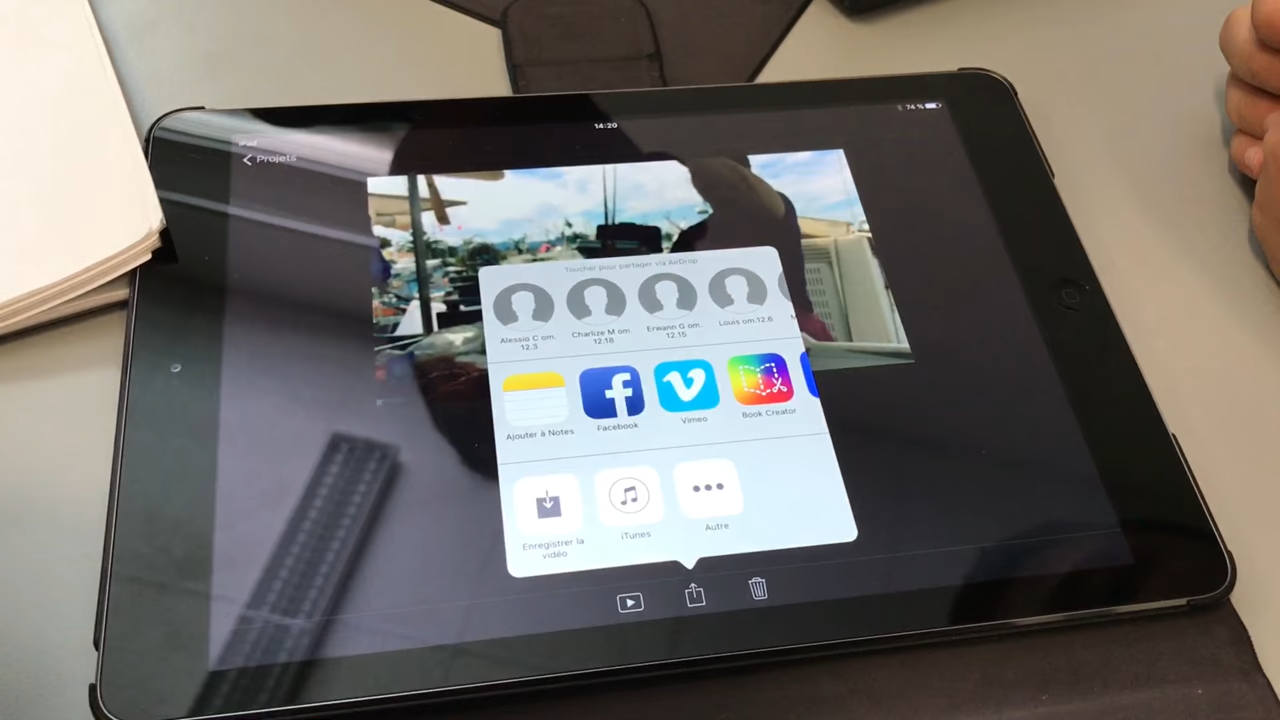 14:20
74 %
iPad
Projets
Toucher pour partager via AirDrop
Alessio C om.
12.3
Charlize M om.
12.18
Erwann G om.
12.15
Louis om.12.6
Ajouter à Notes
Facebook
Vimeo
Book Creator
Enregistrer la
vidéo
iTunes
Autre